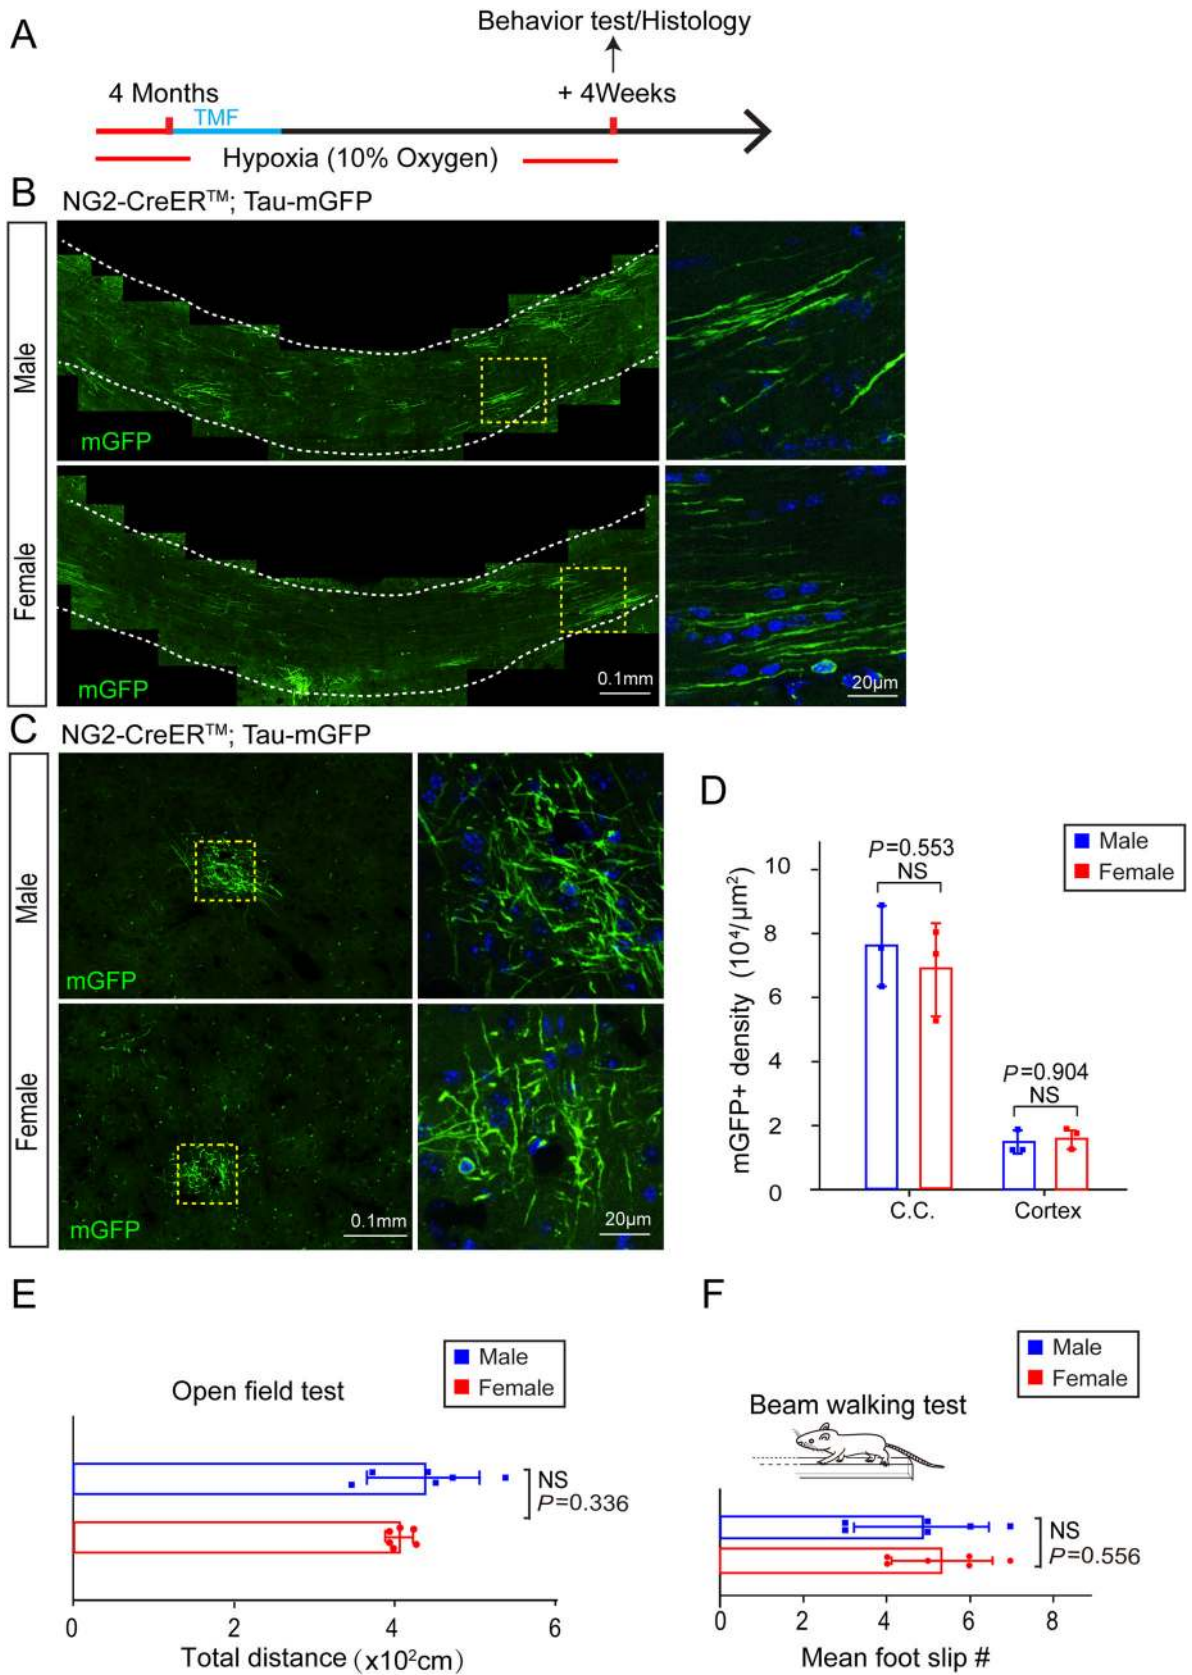 A
Behavior test/Histology
4 Months
+ 4Weeks
TMF
Hypoxia (10% Oxygen)
B
NG2-CreER™; Tau-mGFP
Male
mGFP
Female
mGFP
0.1mm
20µm
C
NG2-CreER™; Tau-mGFP
Male
mGFP
Female
mGFP
0.1mm
20µm
D
Male
Female
mGFP+ density (10⁴/µm²)
10
8
6
4
2
0
P=0.553
NS
P=0.904
NS
C.C.
Cortex
E
Male
Female
Open field test
NS
P=0.336
0
2
4
6
Total distance (x10²cm)
F
Male
Female
Beam walking test
NS
P=0.556
0
2
4
6
8
Mean foot slip #